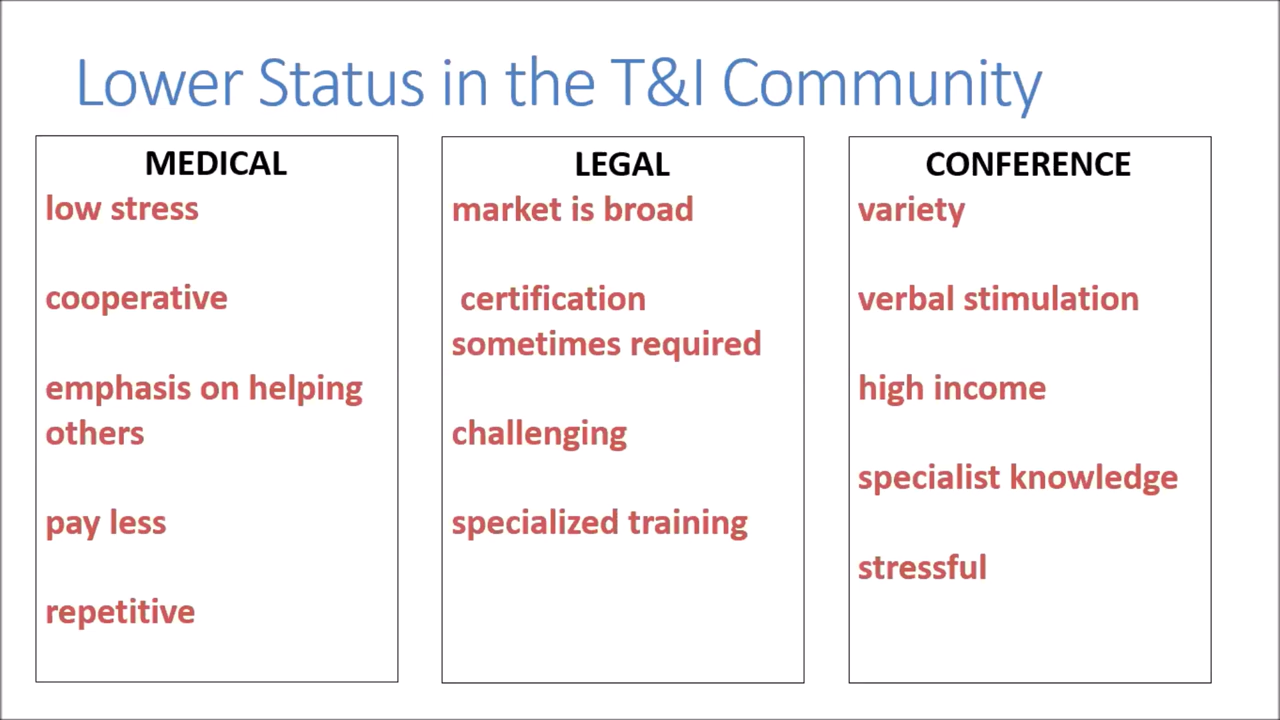 Lower Status in the T&I Community
MEDICAL
low stress
cooperative
emphasis on helping
others
pay less
repetitive
LEGAL
market is broad
certification
sometimes required
challenging
specialized training
CONFERENCE
variety
verbal stimulation
high income
specialist knowledge
stressful